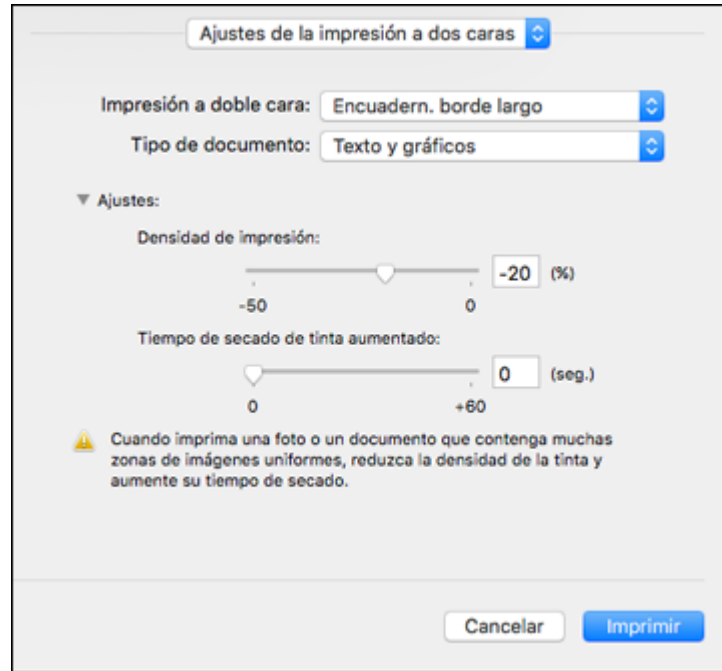 Ajustes de la impresión a dos caras
Impresión a doble cara: Encuadern. borde largo
Tipo de documento: Texto y gráficos
Ajustes:
Densidad de impresión:
-20 (%)
-50 0
Tiempo de secado de tinta aumentado:
0 (seg.)
0 +60
Cuando imprima una foto o un documento que contenga muchas
zonas de imágenes uniformes, reduzca la densidad de la tinta y
aumente su tiempo de secado.
Cancelar Imprimir